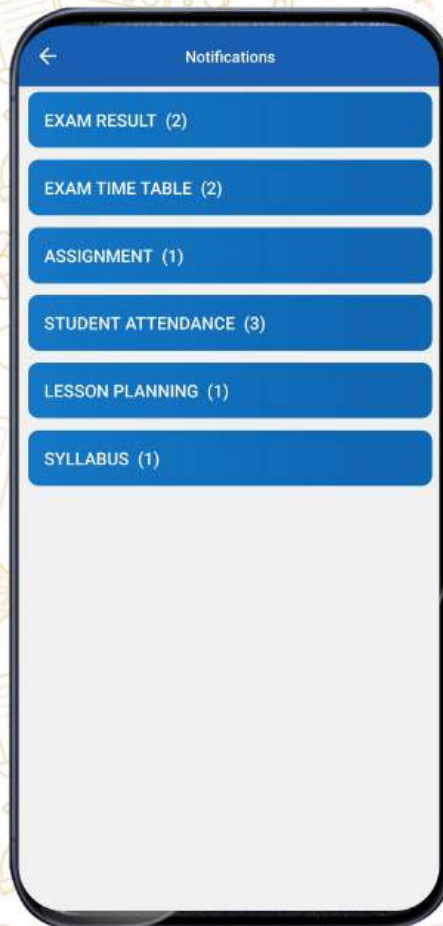 Notifications
EXAM RESULT (2)
EXAM TIME TABLE (2)
ASSIGNMENT (1)
STUDENT ATTENDANCE (3)
LESSON PLANNING (1)
SYLLABUS (1)